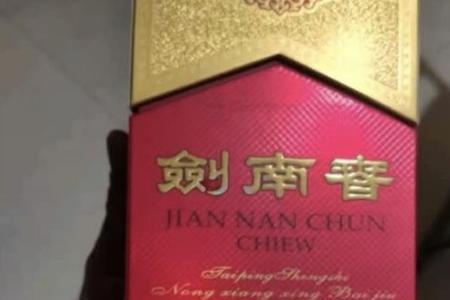 劍南春
JIAN NAN CHUN
CHIEW
Taiping Shengshi
Nong xiang xing Bai jiu